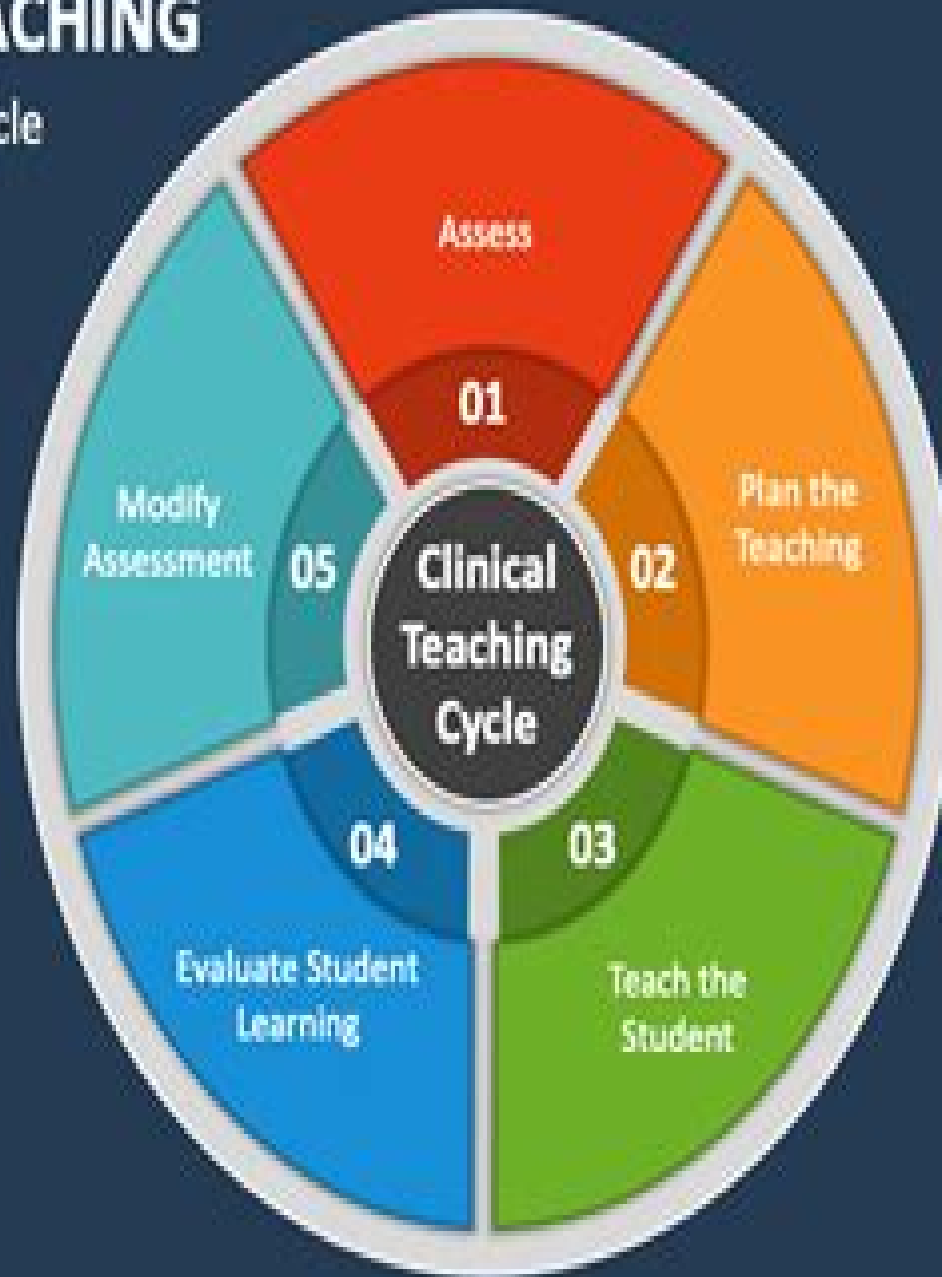 ACHING
cle
Assess
01
Plan the
Teaching
02
Modify
Assessment
05
Clinical
Teaching
Cycle
04
03
Evaluate Student
Learning
Teach the
Student